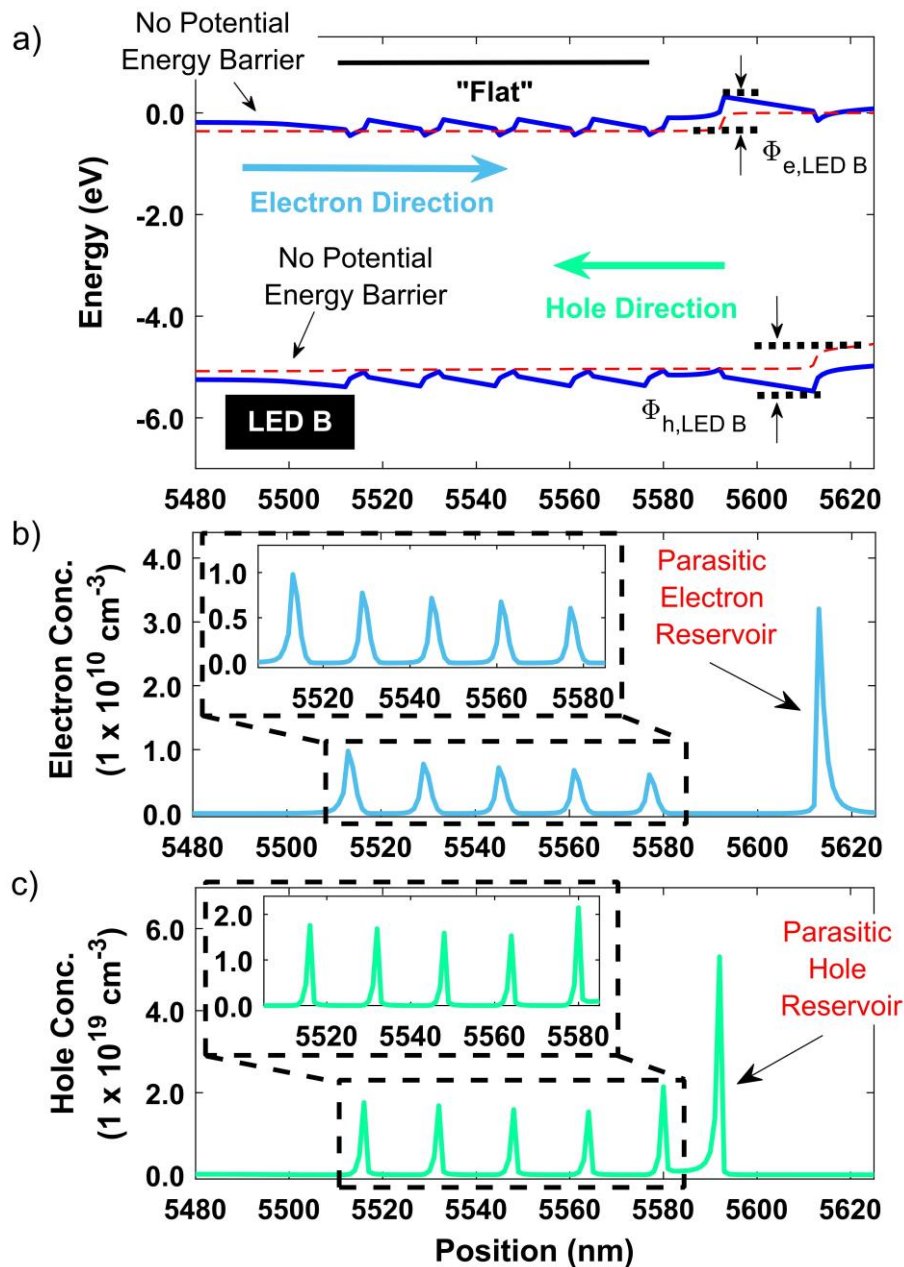 a)
No Potential
Energy Barrier
"Flat"
Φe,LED B
Electron Direction
No Potential
Energy Barrier
Hole Direction
Φh,LED B
LED B
Energy (eV)
0.0
-2.0
-4.0
-6.0
5480 5500 5520 5540 5560 5580 5600 5620
b)
Electron Conc.
(1 x 10^10 cm^-3)
4.0
3.0
2.0
1.0
0.0
1.0
0.5
0.0
5520 5540 5560 5580
Parasitic
Electron
Reservoir
5480 5500 5520 5540 5560 5580 5600 5620
c)
Hole Conc.
(1 x 10^19 cm^-3)
6.0
4.0
2.0
0.0
2.0
1.0
0.0
5520 5540 5560 5580
Parasitic
Hole
Reservoir
5480 5500 5520 5540 5560 5580 5600 5620
Position (nm)